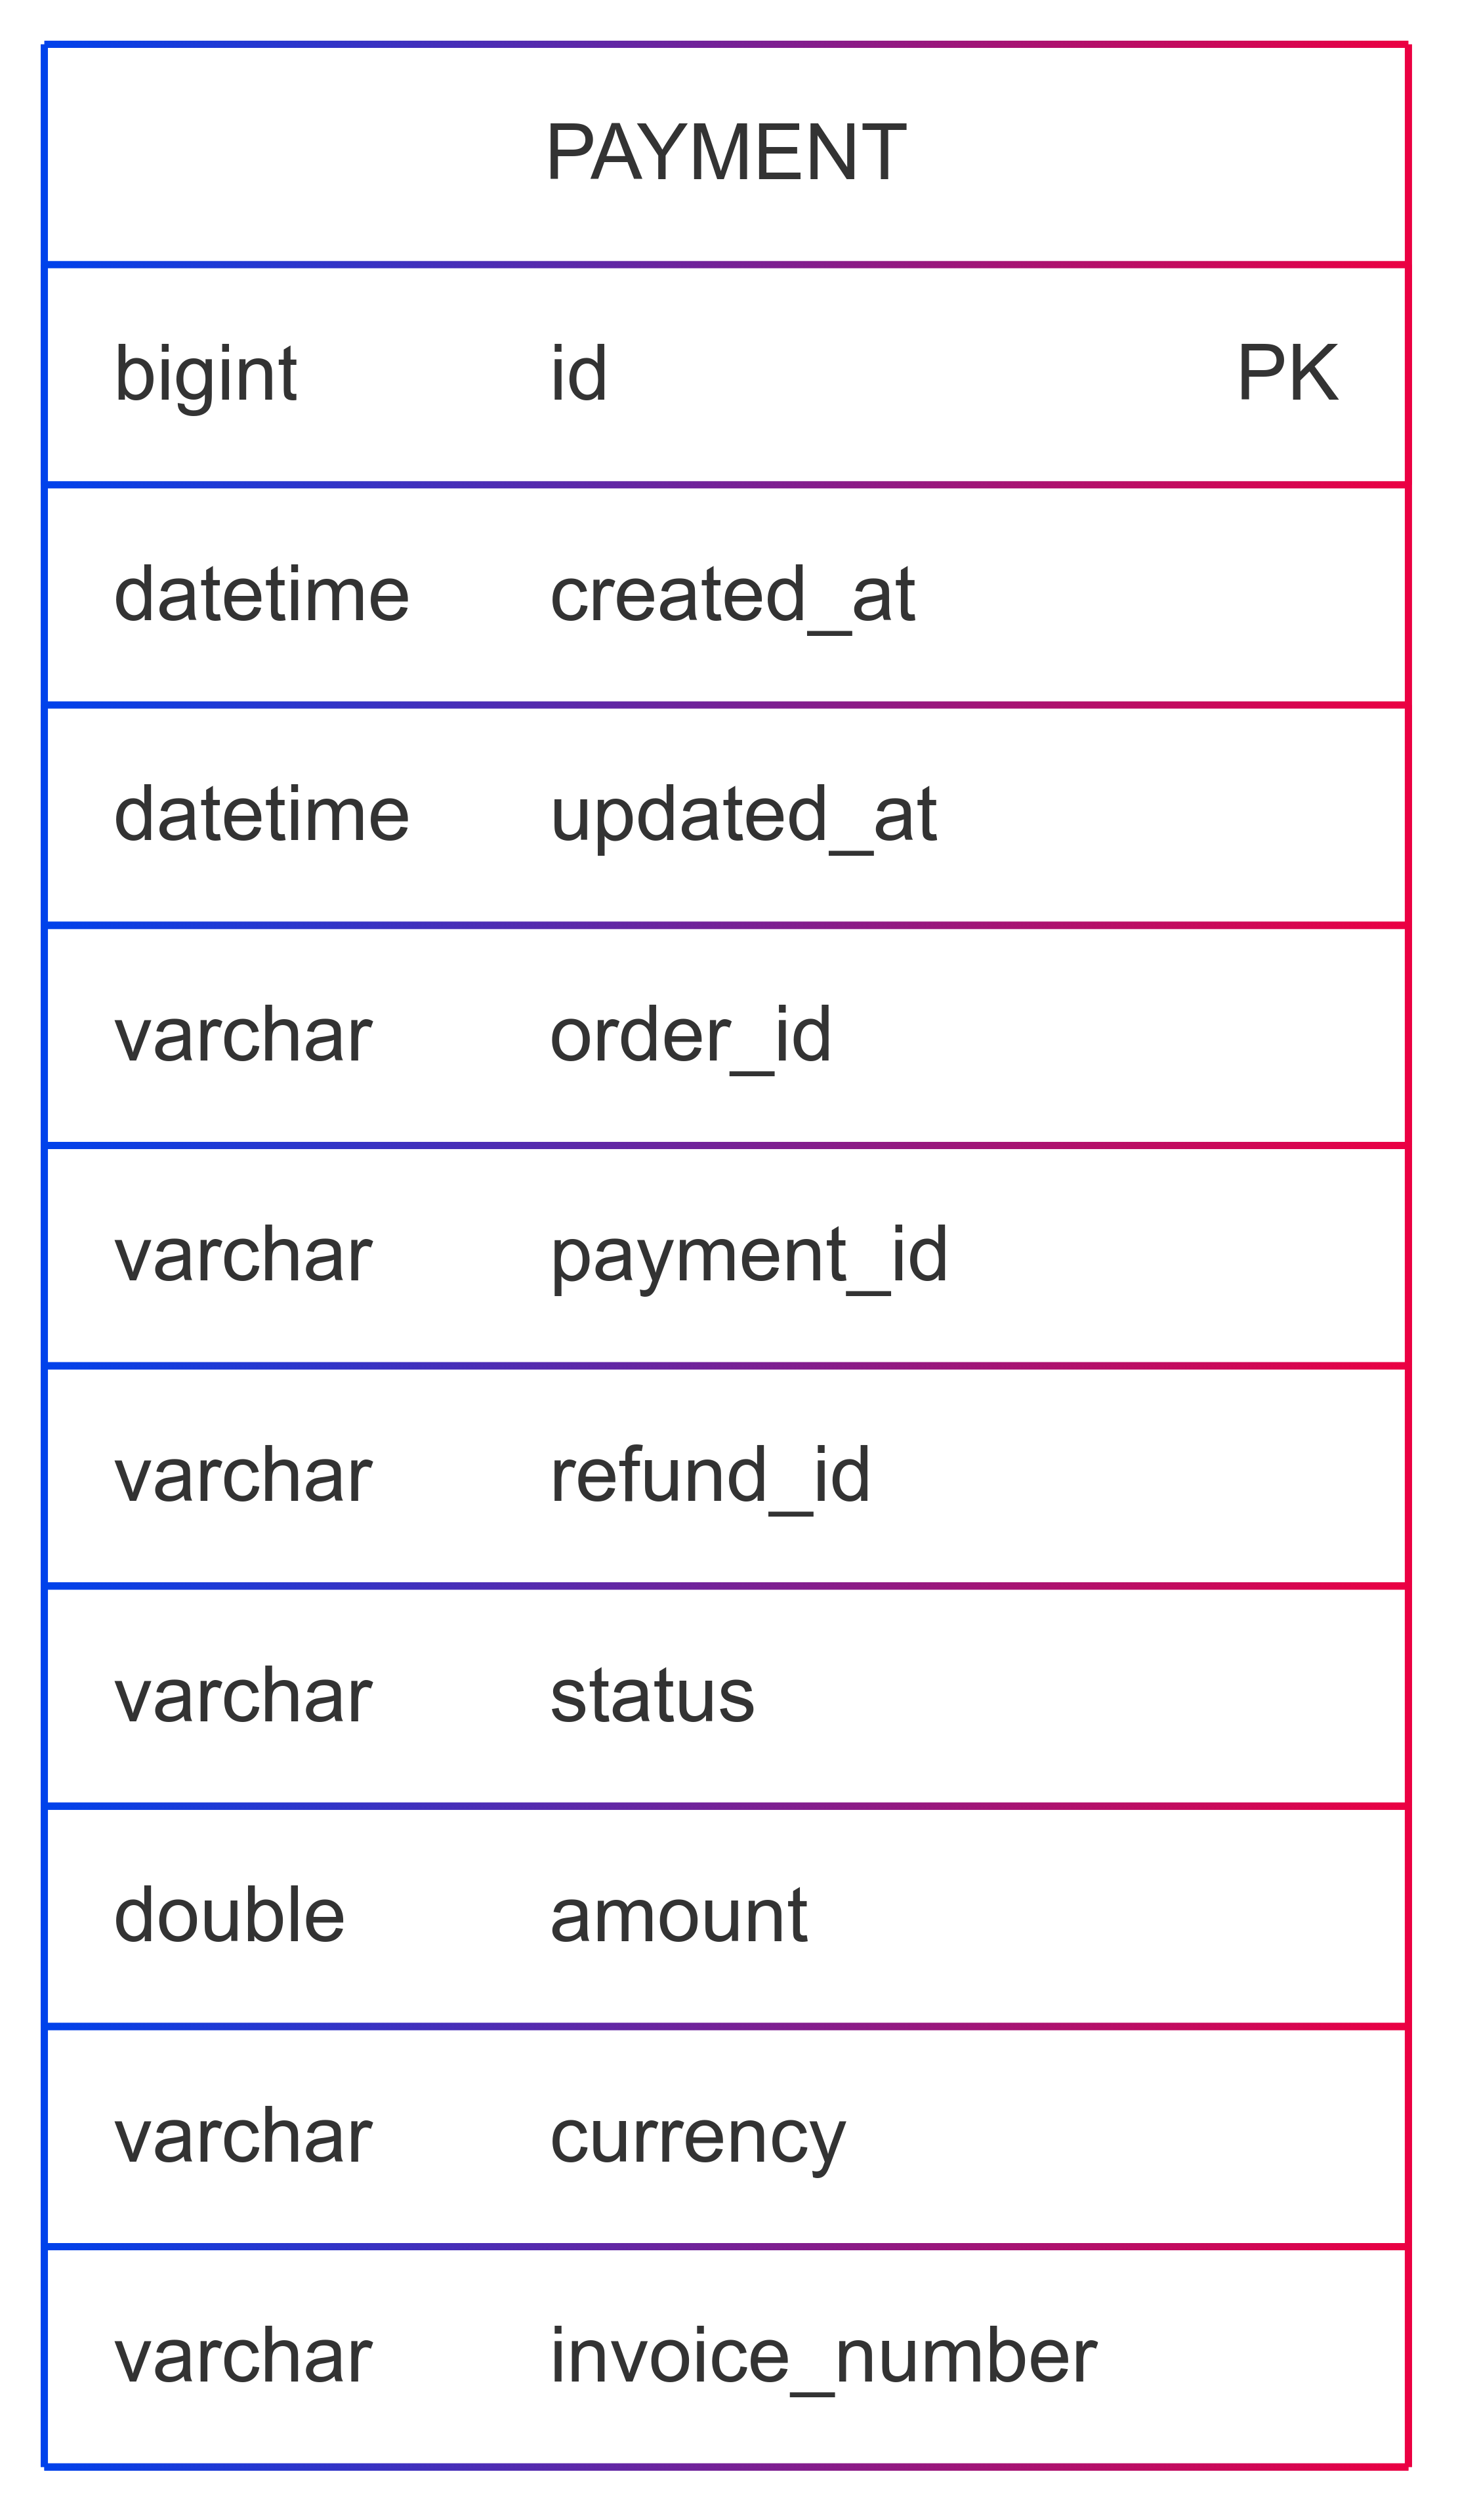 PAYMENT
bigint id PK
datetime created_at
datetime updated_at
varchar order_id
varchar payment_id
varchar refund_id
varchar status
double amount
varchar currency
varchar invoice_number